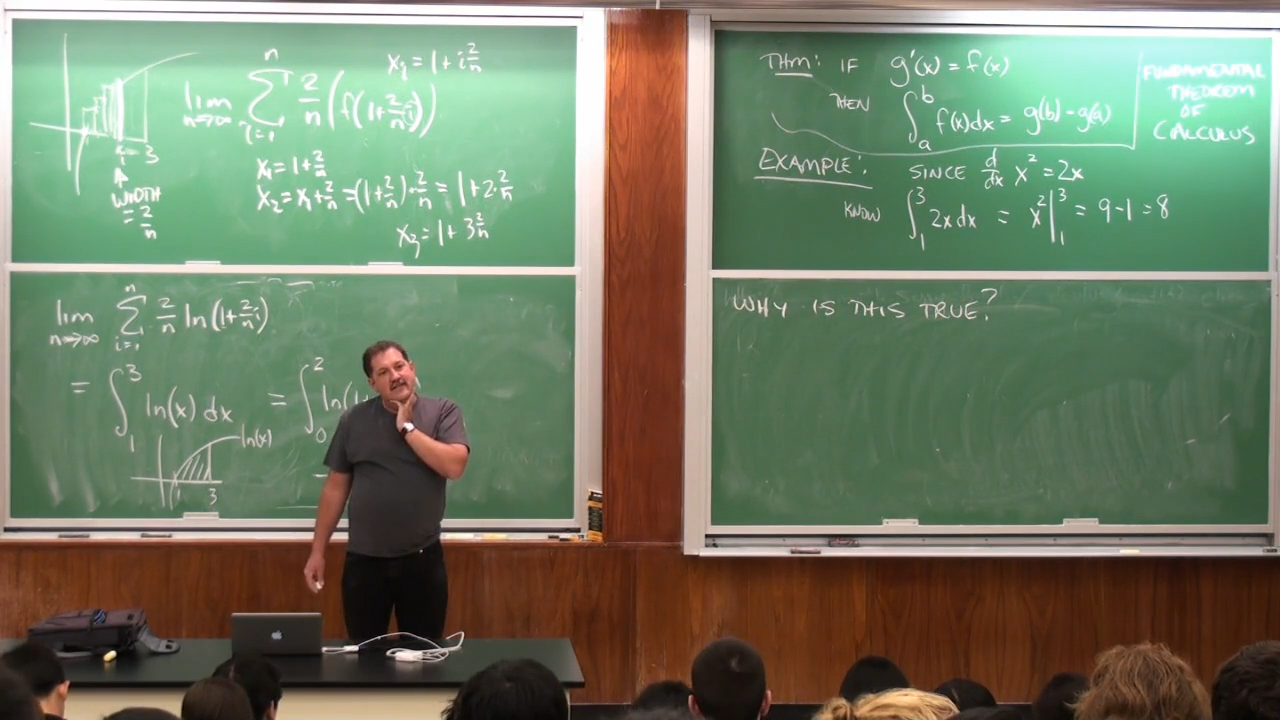 x_i = 1 + i 2/n
lim n→∞ n Σ i=1 2/n (f(1+2/n i))
x_1 = 1 + 2/n
x_2 = x_1 + 2/n = (1+2/n) + 2/n = 1 + 2·2/n
x_3 = 1 + 3 2/n
1 3
WIDTH
= 2/n
lim n→∞ n Σ i=1 2/n ln(1+2/n i)
= ∫_1^3 ln(x) dx = ∫_0^2 ln(1+
ln(x)
1 3
THM: IF g'(x) = f(x)
THEN ∫_a^b f(x)dx = g(b) - g(a)
FUNDAMENTAL
THEOREM
OF
CALCULUS
EXAMPLE: SINCE d/dx x² = 2x
KNOW ∫_1^3 2x dx = x²|_1^3 = 9-1 = 8
WHY IS THIS TRUE?